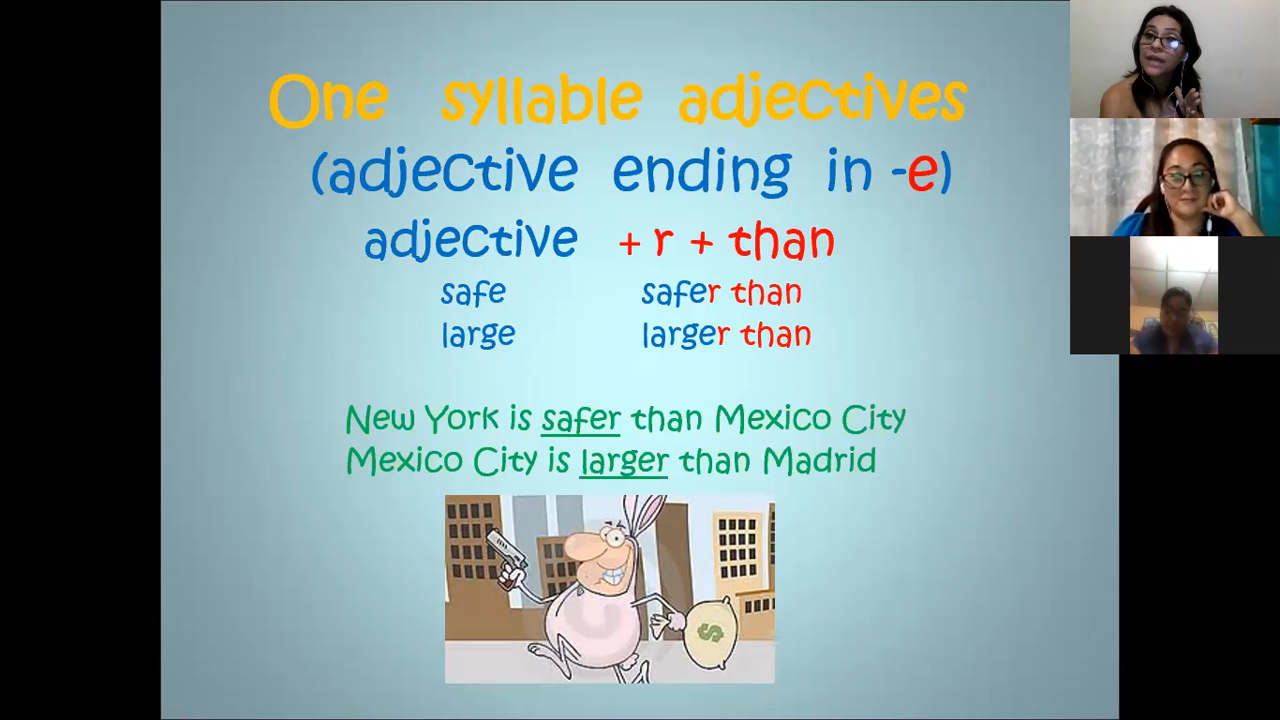 One syllable adjectives
(adjective ending in -e)
adjective + r + than
safe safer than
large larger than
New York is safer than Mexico City
Mexico City is larger than Madrid
$